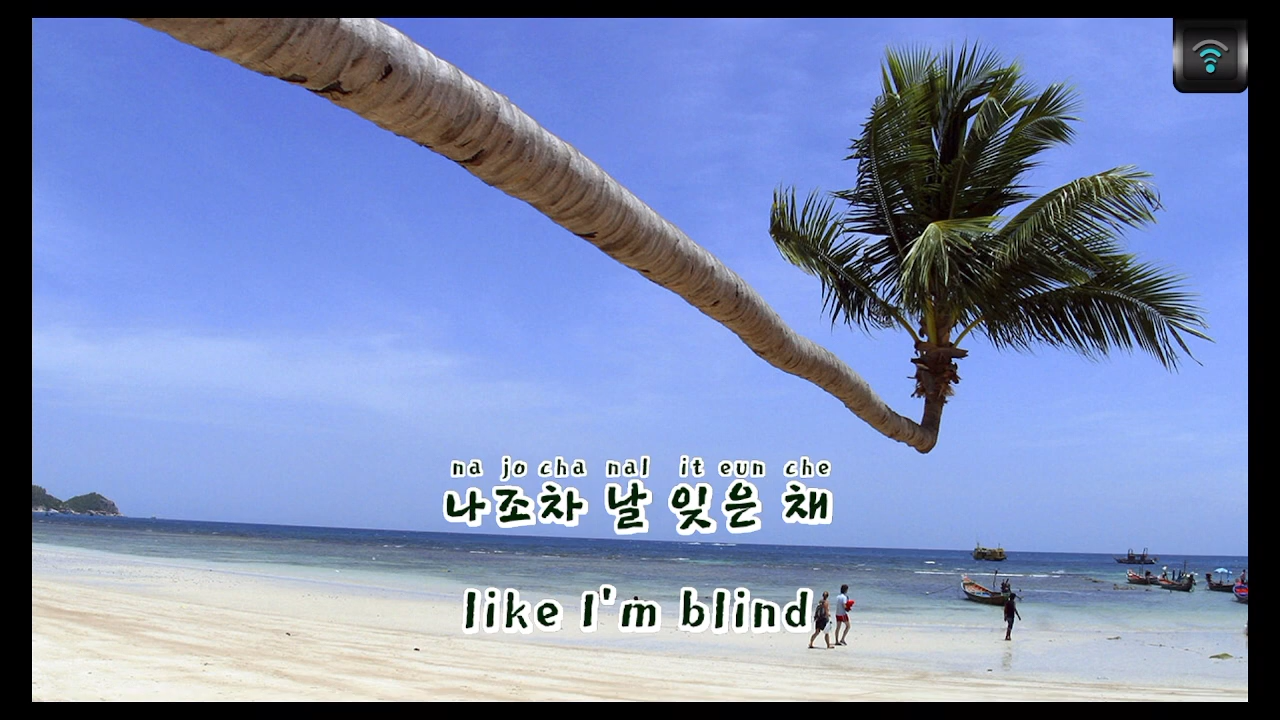 na jo cha nal it eun che
나조차 날 잊은 채
like I'm blind